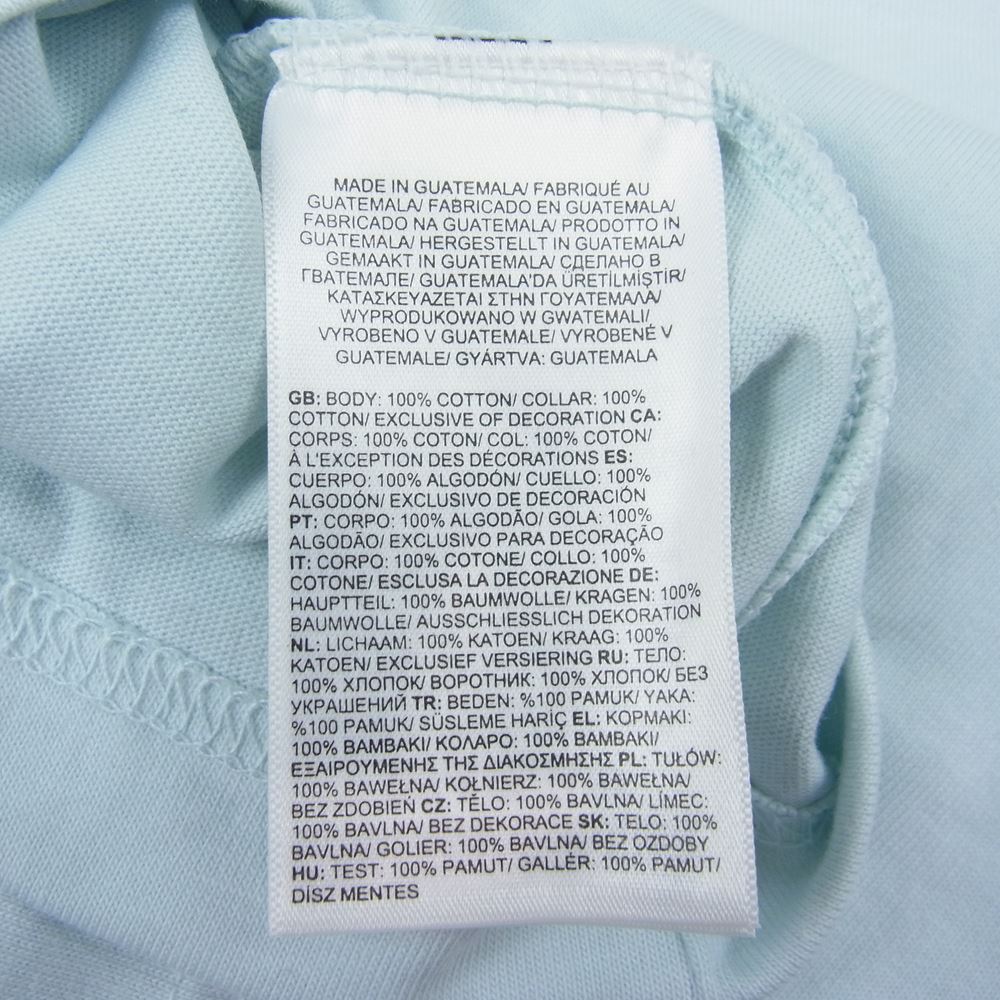 MADE IN GUATEMALA/ FABRIQUÉ AU
GUATEMALA/ FABRICADO EN GUATEMALA/
FABRICADO NA GUATEMALA/ PRODOTTO IN
GUATEMALA/ HERGESTELLT IN GUATEMALA/
GEMAAKT IN GUATEMALA/ СДЕЛАНО В
ГВАТЕМАЛЕ/ GUATEMALA'DA ÜRETİLMİŞTİR/
ΚΑΤΑΣΚΕΥΑΖΕΤΑΙ ΣΤΗΝ ΓΟΥΑΤΕΜΑΛΑ/
WYPRODUKOWANO W GWATEMALI/
VYROBENO V GUATEMALE/ VYROBENÉ V
GUATEMALE/ GYÁRTVA: GUATEMALA
GB: BODY: 100% COTTON/ COLLAR: 100%
COTTON/ EXCLUSIVE OF DECORATION CA:
CORPS: 100% COTON/ COL: 100% COTON/
À L'EXCEPTION DES DÉCORATIONS ES:
CUERPO: 100% ALGODÓN/ CUELLO: 100%
ALGODÓN/ EXCLUSIVO DE DECORACIÓN
PT: CORPO: 100% ALGODÃO/ GOLA: 100%
ALGODÃO/ EXCLUSIVO PARA DECORAÇÃO
IT: CORPO: 100% COTONE/ COLLO: 100%
COTONE/ ESCLUSA LA DECORAZIONE DE:
HAUPTTEIL: 100% BAUMWOLLE/ KRAGEN: 100%
BAUMWOLLE/ AUSSCHLIESSLICH DEKORATION
NL: LICHAAM: 100% KATOEN/ KRAAG: 100%
KATOEN/ EXCLUSIEF VERSIERING RU: ТЕЛО:
100% ХЛОПОК/ ВОРОТНИК: 100% ХЛОПОК/ БЕЗ
УКРАШЕНИЙ TR: BEDEN: %100 PAMUK/ YAKA:
%100 PAMUK/ SÜSLEME HARİÇ EL: ΚΟΡΜΑΚΙ:
100% ΒΑΜΒΑΚΙ/ ΚΟΛΑΡΟ: 100% ΒΑΜΒΑΚΙ/
ΕΞΑΙΡΟΥΜΕΝΗΣ ΤΗΣ ΔΙΑΚΟΣΜΗΣΗΣ PL: TUŁÓW:
100% BAWEŁNA/ KOŁNIERZ: 100% BAWEŁNA/
BEZ ZDOBIEŃ CZ: TĚLO: 100% BAVLNA/ LÍMEC:
100% BAVLNA/ BEZ DEKORACE SK: TELO: 100%
BAVLNA/ GOLIER: 100% BAVLNA/ BEZ OZDOBY
HU: TEST: 100% PAMUT/ GALLÉR: 100% PAMUT/
DÍSZ MENTES